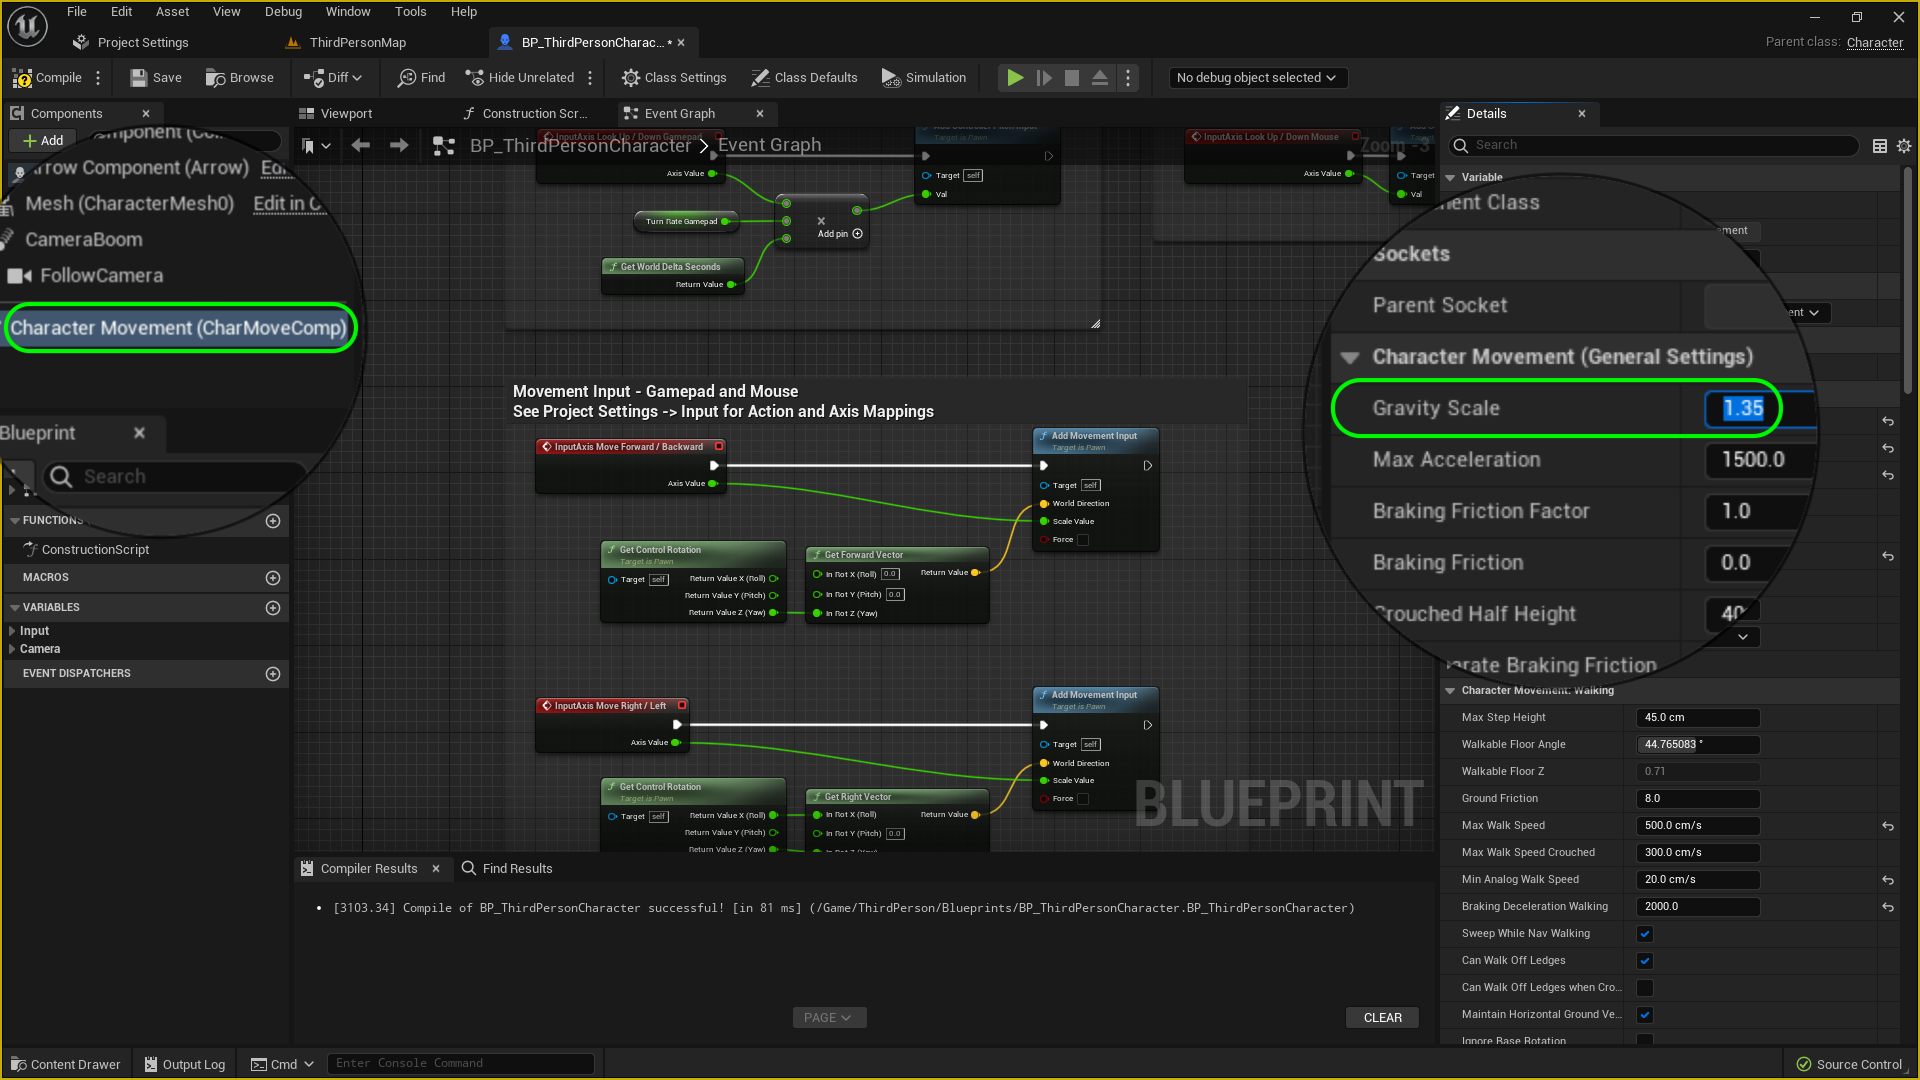 File Edit Asset View Debug Window Tools Help
Project Settings ThirdPersonMap BP_ThirdPersonCharac… •
Parent class: Character
Compile Save Browse Diff Find Hide Unrelated Class Settings Class Defaults Simulation No debug object selected
Components Viewport Construction Scr... Event Graph Details
Add
BP_ThirdPersonCharacter > Event Graph
Zoom -3
Search
Arrow Component (Arrow)
Mesh (CharacterMesh0) Edit in C
CameraBoom
FollowCamera
Character Movement (CharMoveComp)
Blueprint
Search
FUNCTIONS
ConstructionScript
MACROS
VARIABLES
Input
Camera
EVENT DISPATCHERS
InputAxis Look Up / Down Gamepad
Axis Value
Target is Pawn
Target self
Val
Turn Rate Gamepad
Add pin
Get World Delta Seconds
Return Value
InputAxis Look Up / Down Mouse
Axis Value
Target
Val
Movement Input - Gamepad and Mouse
See Project Settings -> Input for Action and Axis Mappings
InputAxis Move Forward / Backward
Axis Value
Add Movement Input
Target is Pawn
Target self
World Direction
Scale Value
Force
Get Control Rotation
Target is Pawn
Target self
Return Value X (Roll)
Return Value Y (Pitch)
Return Value Z (Yaw)
Get Forward Vector
In Rot X (Roll) 0.0
In Rot Y (Pitch) 0.0
In Rot Z (Yaw)
Return Value
InputAxis Move Right / Left
Axis Value
Add Movement Input
Target is Pawn
Target self
World Direction
Scale Value
Force
Get Control Rotation
Target is Pawn
Target self
Return Value X (Roll)
Return Value Y (Pitch)
Return Value Z (Yaw)
Get Right Vector
In Rot X (Roll)
In Rot Y (Pitch) 0.0
Return Value
BLUEPRINT
Variable
Class
Sockets
Parent Socket
Character Movement (General Settings)
Gravity Scale 1.35
Max Acceleration 1500.0
Braking Friction Factor 1.0
Braking Friction 0.0
Crouched Half Height 40
Braking Friction
Character Movement: Walking
Max Step Height 45.0 cm
Walkable Floor Angle 44.765083 °
Walkable Floor Z 0.71
Ground Friction 8.0
Max Walk Speed 500.0 cm/s
Max Walk Speed Crouched 300.0 cm/s
Min Analog Walk Speed 20.0 cm/s
Braking Deceleration Walking 2000.0
Sweep While Nav Walking
Can Walk Off Ledges
Can Walk Off Ledges when Cro...
Maintain Horizontal Ground Ve...
Ignore Base Rotation
Compiler Results Find Results
• [3103.34] Compile of BP_ThirdPersonCharacter successful! [in 81 ms] (/Game/ThirdPerson/Blueprints/BP_ThirdPersonCharacter.BP_ThirdPersonCharacter)
PAGE CLEAR
Content Drawer Output Log Cmd Enter Console Command Source Control